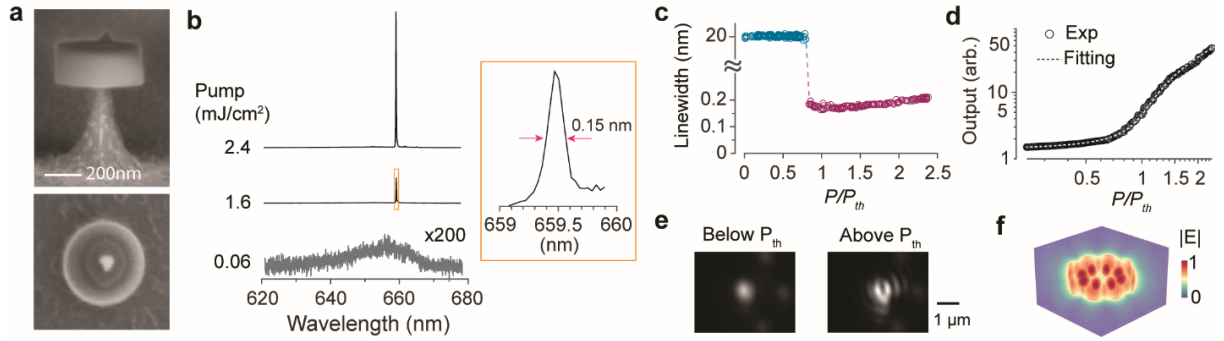 a
200nm
b
Pump
(mJ/cm²)
2.4
1.6
0.06
x200
620 640 660 680
Wavelength (nm)
0.15 nm
659 659.5 660
(nm)
c
Linewidth (nm)
20
0.2
0.1
0
0 0.5 1 1.5 2 2.5
P/Pth
d
Output (arb.)
50
10
5
1
Exp
Fitting
0.5 1 1.5 2
P/Pth
e
Below Pth
Above Pth
1 µm
f
|E|
1
0